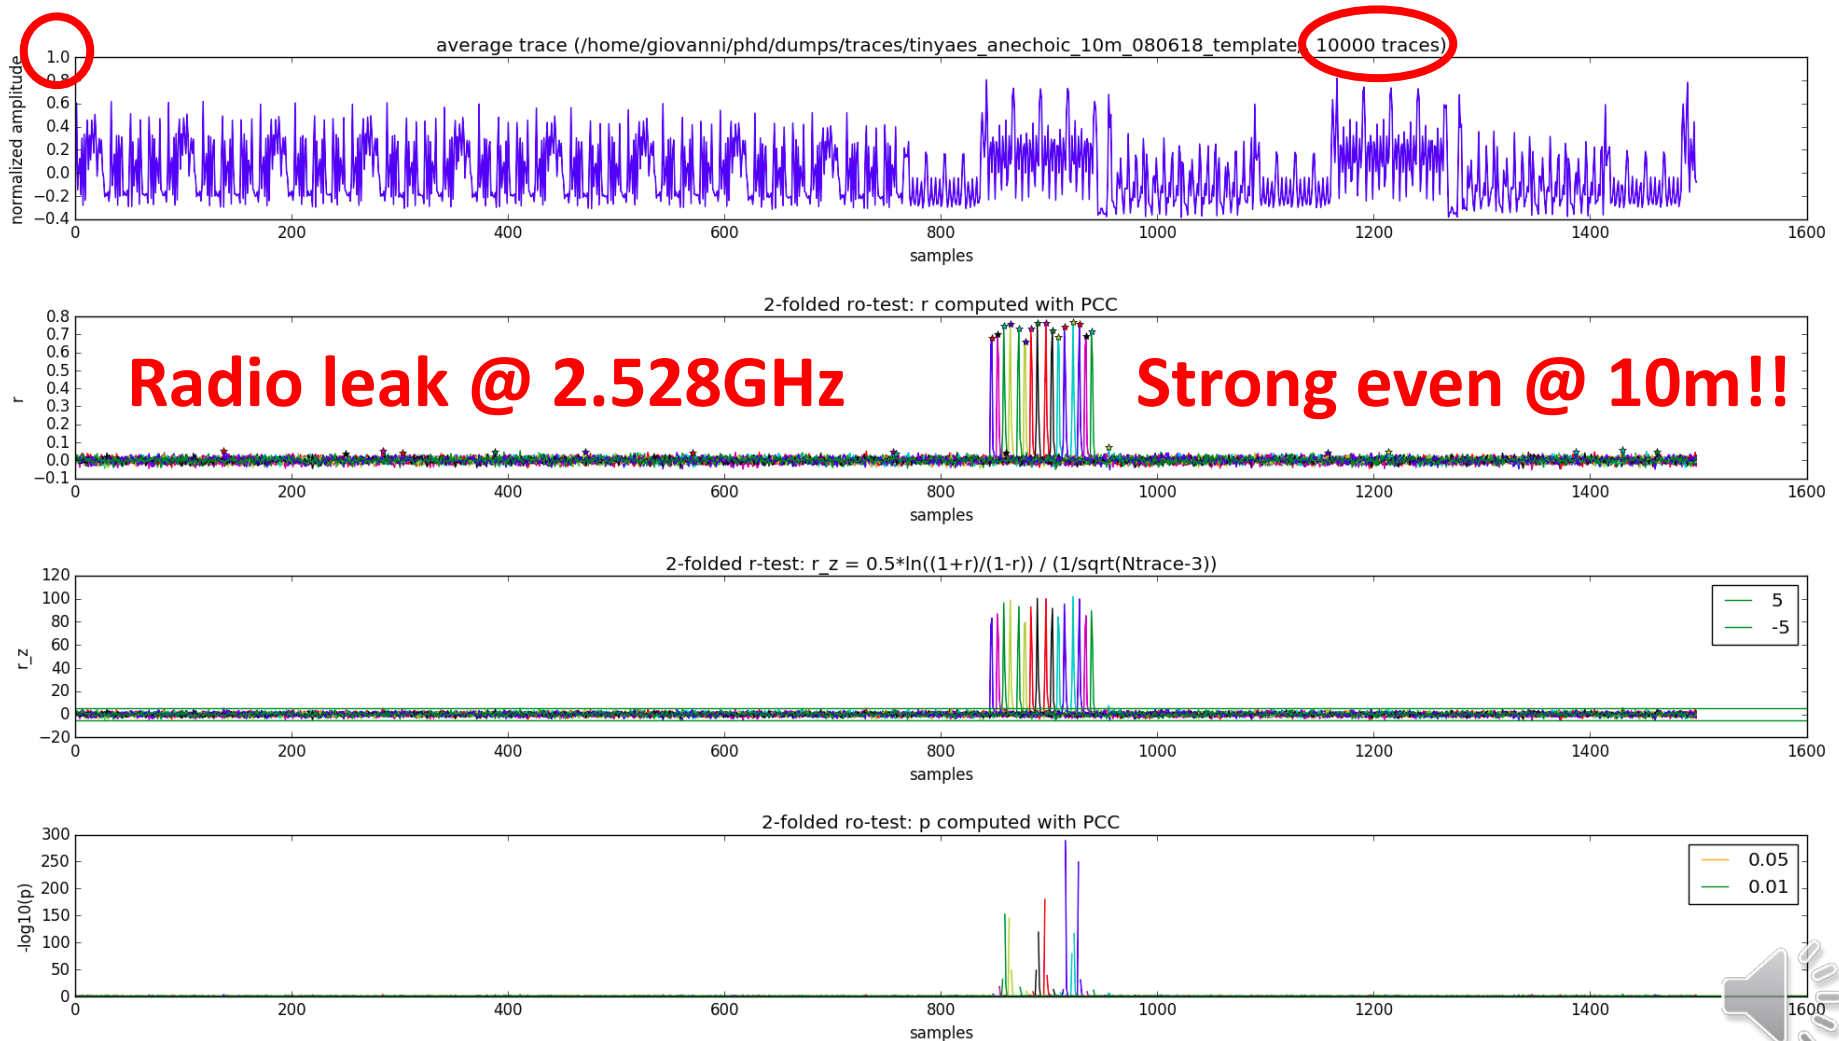 average trace (/home/giovanni/phd/dumps/traces/tinyaes_anechoic_10m_080618_template/, 10000 traces)
normalized amplitude
1.0
0.8
0.6
0.4
0.2
0.0
−0.2
−0.4
0 200 400 600 800 1000 1200 1400 1600
samples
2-folded ro-test: r computed with PCC
r
0.8
0.7
0.6
0.5
0.4
0.3
0.2
0.1
0.0
−0.1
Radio leak @ 2.528GHz
Strong even @ 10m!!
0 200 400 600 800 1000 1200 1400 1600
samples
2-folded r-test: r_z = 0.5*ln((1+r)/(1-r)) / (1/sqrt(Ntrace-3))
r_z
120
100
80
60
40
20
0
−20
5
-5
0 200 400 600 800 1000 1200 1400 1600
samples
2-folded ro-test: p computed with PCC
-log10(p)
300
250
200
150
100
50
0
0.05
0.01
0 200 400 600 800 1000 1200 1400 1600
samples